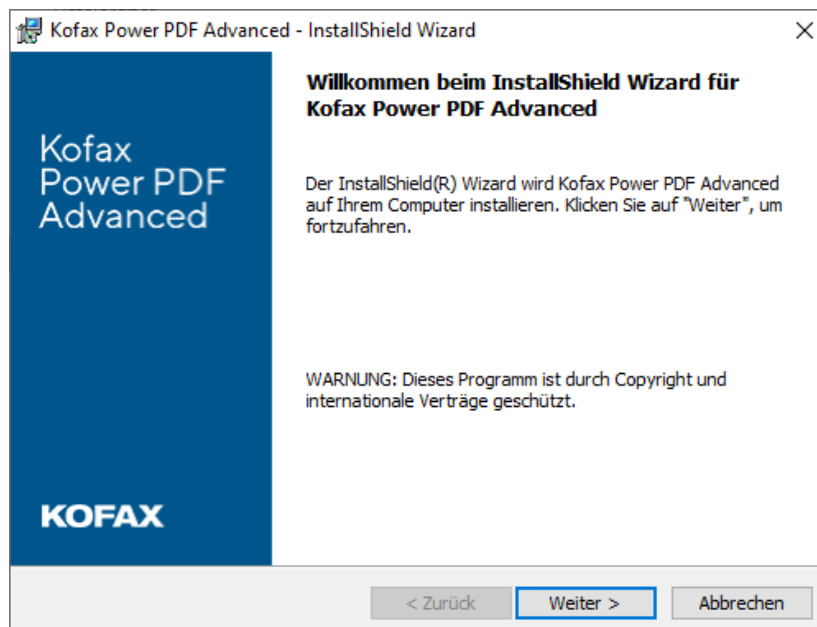 Kofax Power PDF Advanced - InstallShield Wizard
Kofax
Power PDF
Advanced
KOFAX
Willkommen beim InstallShield Wizard für
Kofax Power PDF Advanced
Der InstallShield(R) Wizard wird Kofax Power PDF Advanced
auf Ihrem Computer installieren. Klicken Sie auf "Weiter", um
fortzufahren.
WARNUNG: Dieses Programm ist durch Copyright und
internationale Verträge geschützt.
< Zurück
Weiter >
Abbrechen